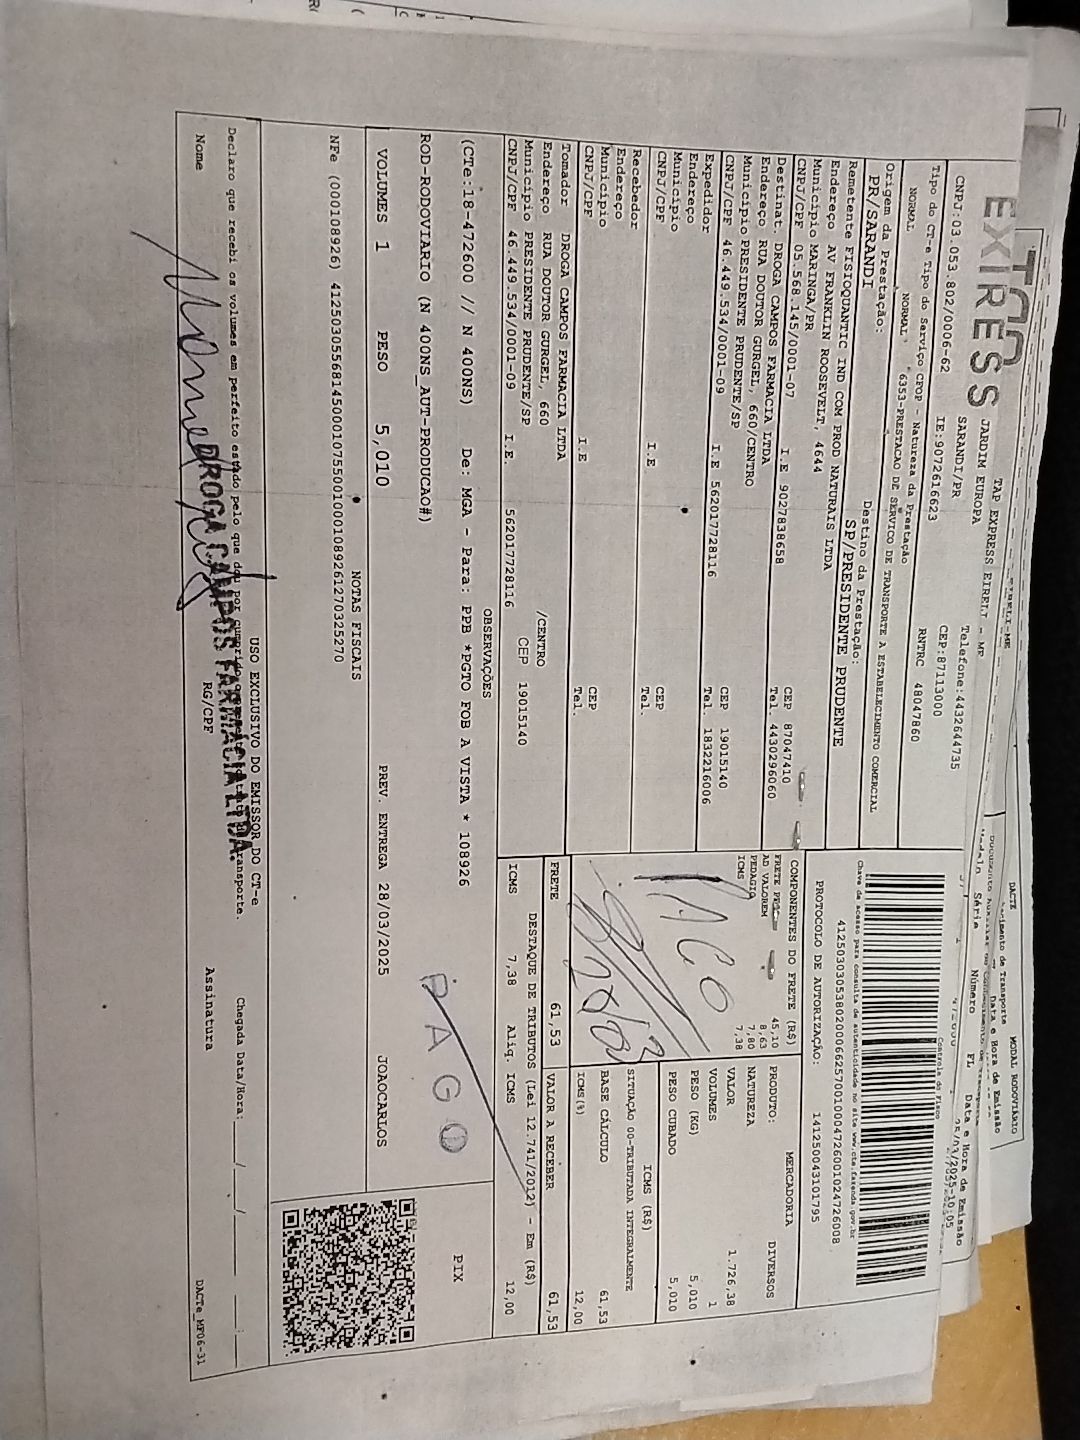 TAP EXPRESS EIRELI - ME
JARDIM EUROPA
SARANDI/PR
Telefone:4432644735
CEP:87113000
CNPJ:03.053.802/0006-62
IE:9072616623
RNTRC 48047860
DACTE
MODAL RODOVIÁRIO
Série Número FL Data e Hora de Emissão
25/03/2025-10:05
Controle do Fisco
Tipo do CT-e Tipo do Serviço CFOP - Natureza da Prestação
NORMAL NORMAL 6353-PRESTACAO DE SERVICO DE TRANSPORTE A ESTABELECIMENTO COMERCIAL
Origem da Prestação: Destino da Prestação:
PR/SARANDI SP/PRESIDENTE PRUDENTE
Chave de acesso para consulta de autenticidade no site www.cte.fazenda.gov.br
41250303053802000662570010004726001024726008
PROTOCOLO DE AUTORIZAÇÃO: 141250043101795
Remetente FISIOQUANTIC IND COM PROD NATURAIS LTDA
Endereço AV FRANKLIN ROOSEVELT, 4644
Município MARINGA/PR CEP 87047410
CNPJ/CPF 05.568.145/0001-07 I.E 9027838658 Tel. 4430296060
Destinat. DROGA CAMPOS FARMACIA LTDA
Endereço RUA DOUTOR GURGEL, 660/CENTRO
Município PRESIDENTE PRUDENTE/SP CEP 19015140
CNPJ/CPF 46.449.534/0001-09 I.E 562017728116 Tel. 1832216006
Expedidor
Endereço
Município CEP
CNPJ/CPF I.E Tel.
Recebedor
Endereço
Município CEP
CNPJ/CPF I.E Tel.
Tomador DROGA CAMPOS FARMACIA LTDA
Endereço RUA DOUTOR GURGEL, 660 /CENTRO
Município PRESIDENTE PRUDENTE/SP CEP 19015140
CNPJ/CPF 46.449.534/0001-09 I.E. 562017728116
COMPONENTES DO FRETE (R$)
FRETE 45,10
AD VALOREM 8,63
PEDAGIO 7,80
ICMS 7,38
PAGO
MERCADORIA
PRODUTO: DIVERSOS
NATUREZA
VALOR 1.726,38
VOLUMES 1
PESO (KG) 5,010
PESO CUBADO 5,010
ICMS (R$)
SITUAÇÃO 00-TRIBUTADA INTEGRALMENTE
BASE CÁLCULO 61,53
ICMS(%) 12,00
FRETE 61,53 VALOR A RECEBER 61,53
DESTAQUE DE TRIBUTOS (Lei 12.741/2012) - Em (R$)
ICMS 7,38 Aliq. ICMS 12,00
OBSERVAÇÕES
(CTe:18-472600 // N 400NS) De: MGA - Para: PPB *PGTO FOB A VISTA * 108926
ROD-RODOVIARIO (N 400NS_AUT-PRODUCAO#)
PAGO
PIX
VOLUMES 1 PESO 5,010 PREV. ENTREGA 28/03/2025 JOAOCARLOS
NOTAS FISCAIS
NFe (000108926) 41250305568145000107550010001089261270325270
USO EXCLUSIVO DO EMISSOR DO CT-e
Declaro que recebi os volumes em perfeito estado pelo que dou por transporte. Chegada Data/Hora: ____/____/____ ____:____
DROGA CAMPOS FARMÁCIA LTDA.
Nome RG/CPF Assinatura
DACTe_MF06-31